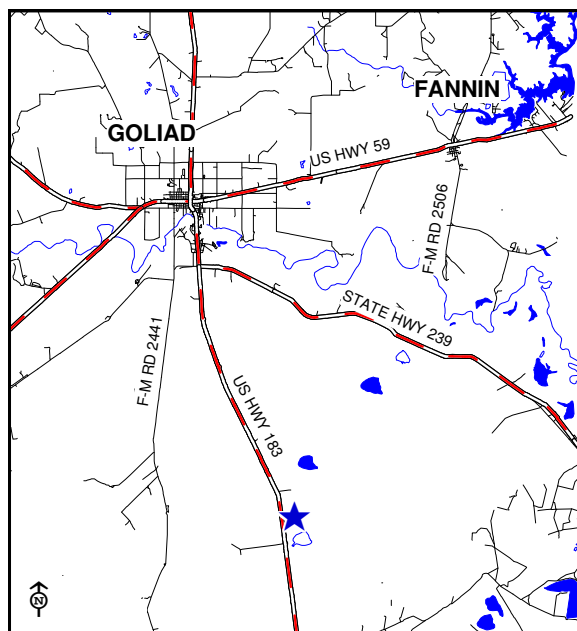 FANNIN
GOLIAD
US HWY 59
F-M RD 2506
STATE HWY 239
F-M RD 2441
US HWY 183
N